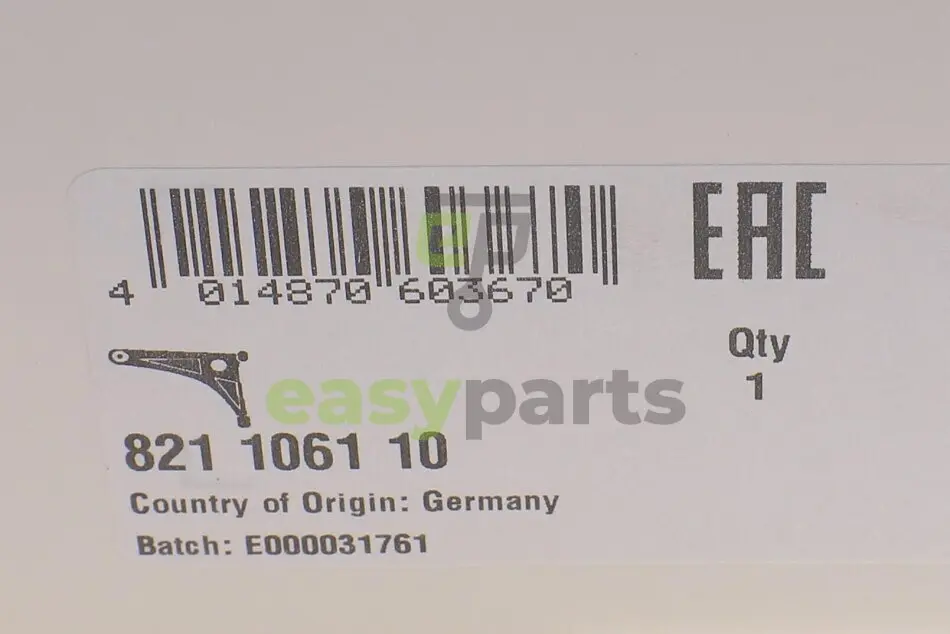 EAC
4 014870 603670
Qty
1
easyparts
821 1061 10
Country of Origin: Germany
Batch: E000031761